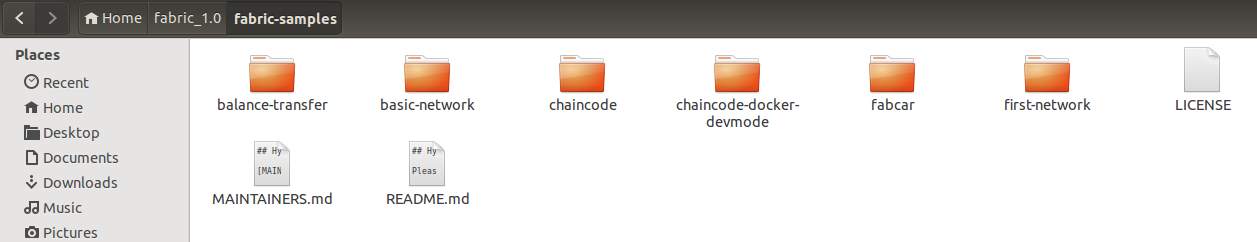 Home fabric_1.0 fabric-samples
Places
Recent
Home
Desktop
Documents
Downloads
Music
Pictures
balance-transfer basic-network chaincode chaincode-docker-
devmode fabcar first-network LICENSE
## Hy
[MAIN
MAINTAINERS.md
## Hy
Pleas
README.md